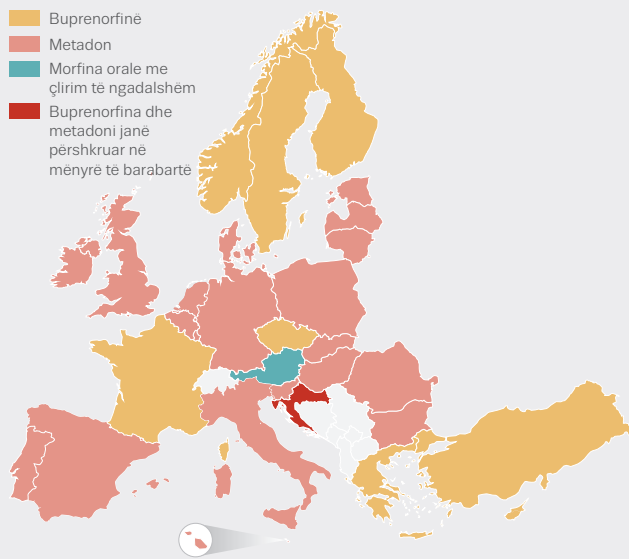 Buprenorfinë
Metadon
Morfina orale me
çlirim të ngadalshëm
Buprenorfina dhe
metadoni janë
përshkruar në
mënyrë të barabartë